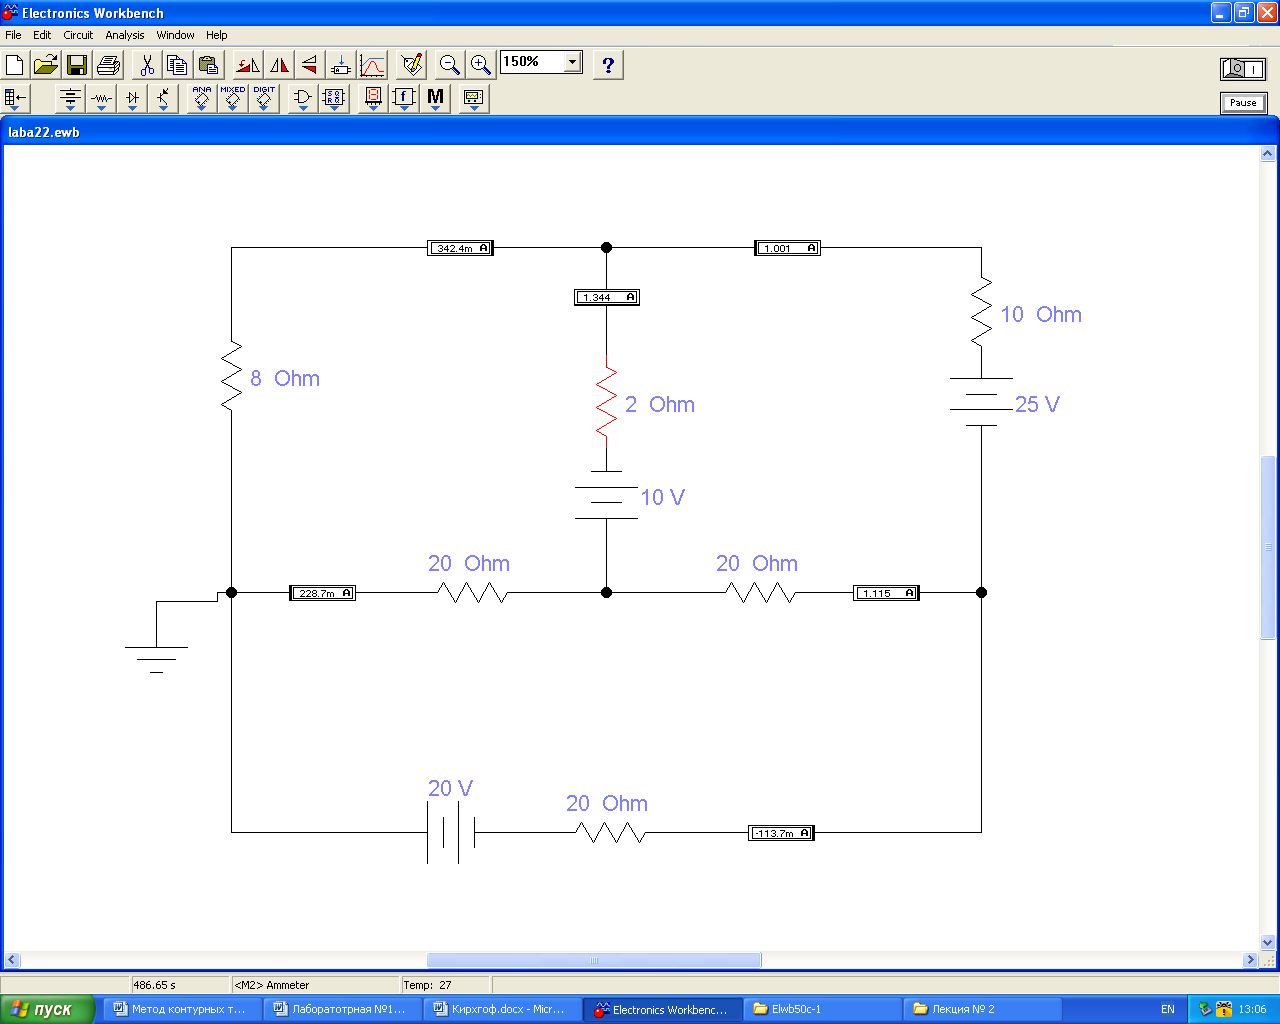 Electronics Workbench
File Edit Circuit Analysis Window Help
150%
?
ANA MIXED DIGIT
M
Pause
laba22.ewb
342.4m A
1.001 A
1.344 A
10 Ohm
8 Ohm
2 Ohm
25 V
10 V
20 Ohm
20 Ohm
228.7m A
1.115 A
20 V
20 Ohm
-113.7m A
486.65 s
<M2> Ammeter
Temp: 27
пуск
Метод контурных т...
Лаборатотрная №1...
Кирхгоф.docx - Micr...
Electronics Workbenc...
Elwb50c-1
Лекция № 2
EN
13:06